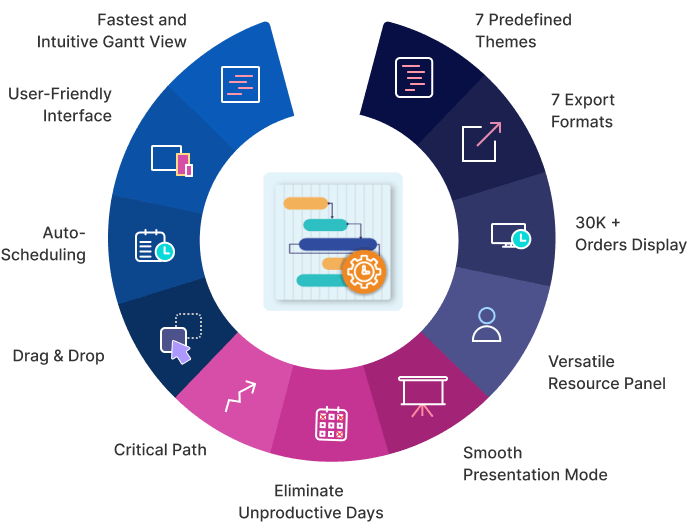 Fastest and
Intuitive Gantt View
7 Predefined
Themes
User-Friendly
Interface
7 Export
Formats
Auto-
Scheduling
30K +
Orders Display
Drag & Drop
Versatile
Resource Panel
Critical Path
Smooth
Presentation Mode
Eliminate
Unproductive Days